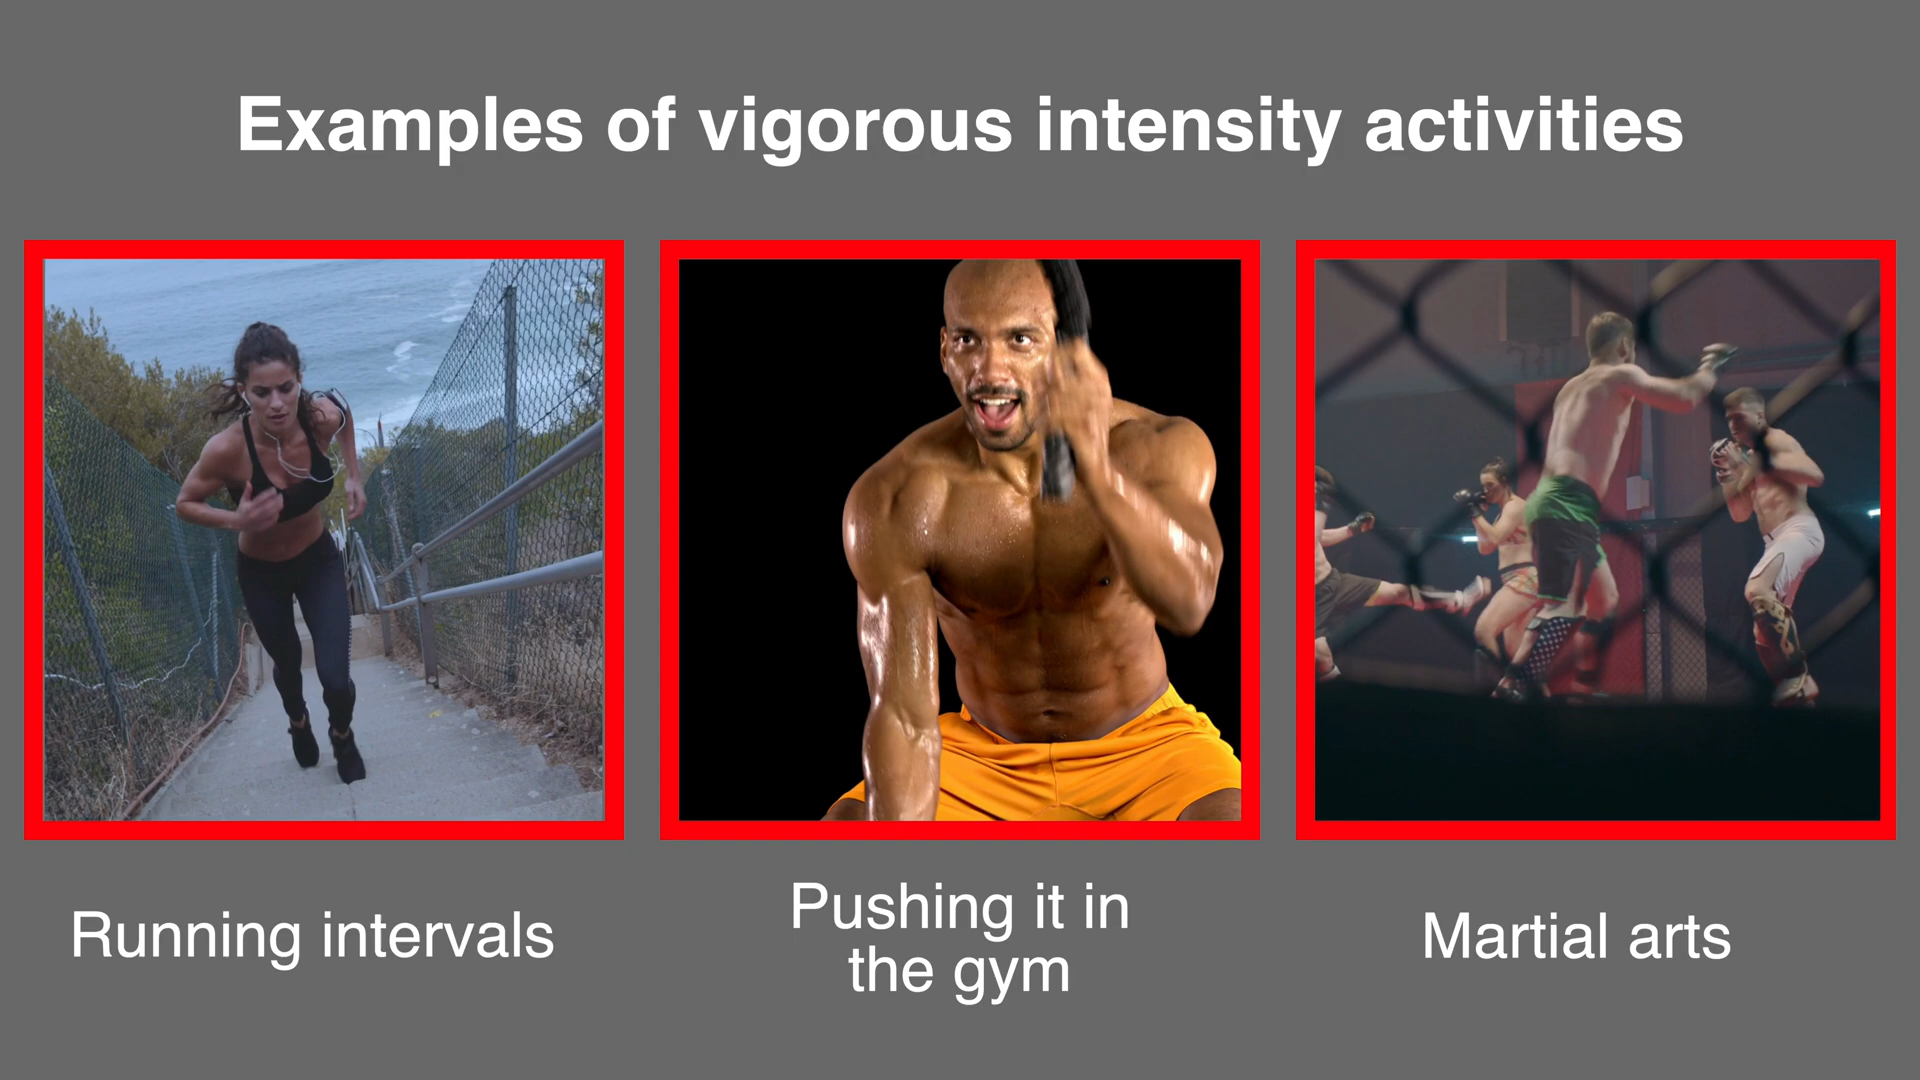 Examples of vigorous intensity activities
Running intervals
Pushing it in
the gym
Martial arts